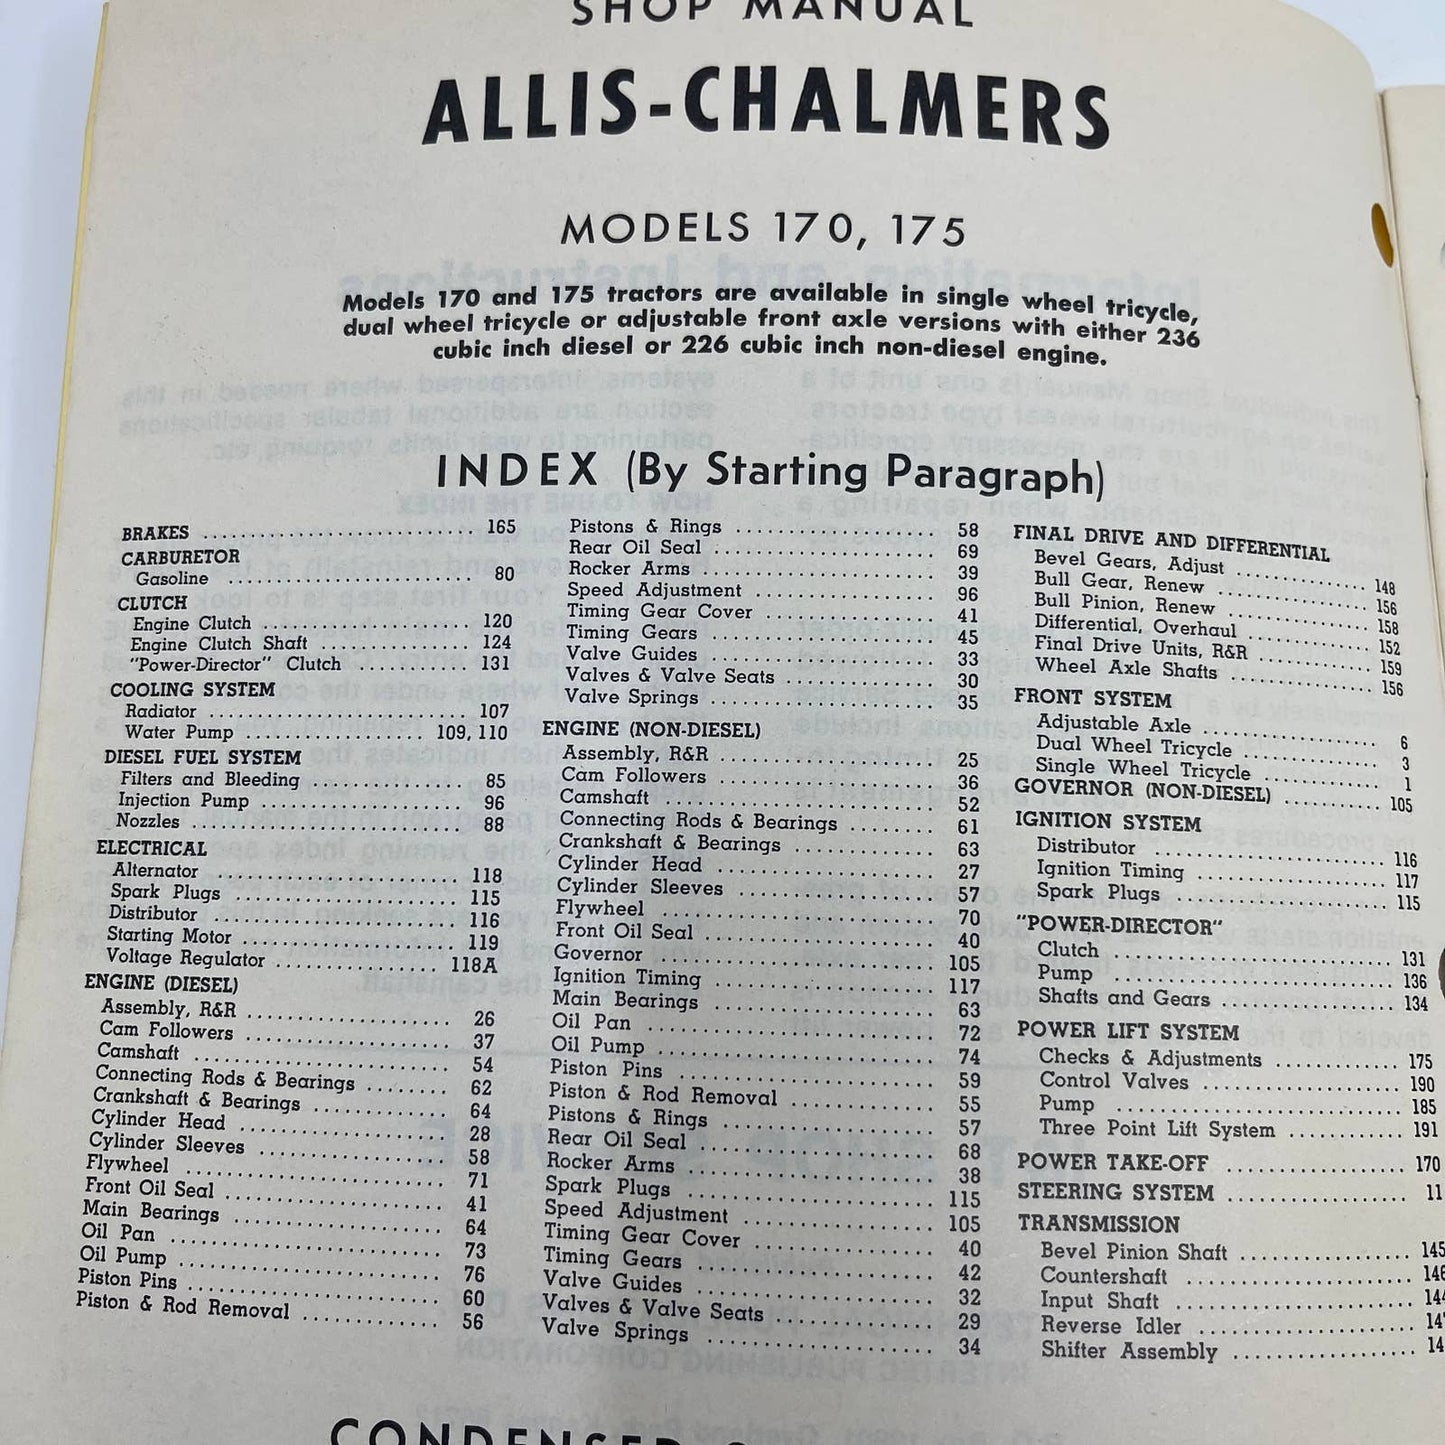 SHOP MANUAL
ALLIS-CHALMERS
MODELS 170, 175
Models 170 and 175 tractors are available in single wheel tricycle,
dual wheel tricycle or adjustable front axle versions with either 236
cubic inch diesel or 226 cubic inch non-diesel engine.
INDEX (By Starting Paragraph)
BRAKES 165
CARBURETOR
Gasoline 80
CLUTCH
Engine Clutch 120
Engine Clutch Shaft 124
"Power-Director" Clutch 131
COOLING SYSTEM
Radiator 107
Water Pump 109, 110
DIESEL FUEL SYSTEM
Filters and Bleeding 85
Injection Pump 96
Nozzles 88
ELECTRICAL
Alternator 118
Spark Plugs 115
Distributor 116
Starting Motor 119
Voltage Regulator 118A
ENGINE (DIESEL)
Assembly, R&R 26
Cam Followers 37
Camshaft 54
Connecting Rods & Bearings 62
Crankshaft & Bearings 64
Cylinder Head 28
Cylinder Sleeves 58
Flywheel 71
Front Oil Seal 41
Main Bearings 64
Oil Pan 73
Oil Pump 76
Piston Pins 60
Piston & Rod Removal 56
Pistons & Rings 58
Rear Oil Seal 69
Rocker Arms 39
Speed Adjustment 96
Timing Gear Cover 41
Timing Gears 45
Valve Guides 33
Valves & Valve Seats 30
Valve Springs 35
ENGINE (NON-DIESEL)
Assembly, R&R 25
Cam Followers 36
Camshaft 52
Connecting Rods & Bearings 61
Crankshaft & Bearings 63
Cylinder Head 27
Cylinder Sleeves 57
Flywheel 70
Front Oil Seal 40
Governor 105
Ignition Timing 117
Main Bearings 63
Oil Pan 72
Oil Pump 74
Piston Pins 59
Piston & Rod Removal 55
Pistons & Rings 57
Rear Oil Seal 68
Rocker Arms 38
Spark Plugs 115
Speed Adjustment 105
Timing Gear Cover 40
Timing Gears 42
Valve Guides 32
Valves & Valve Seats 29
Valve Springs 34
FINAL DRIVE AND DIFFERENTIAL
Bevel Gears, Adjust 148
Bull Gear, Renew 156
Bull Pinion, Renew 158
Differential, Overhaul 152
Final Drive Units, R&R 159
Wheel Axle Shafts 156
FRONT SYSTEM
Adjustable Axle 6
Dual Wheel Tricycle 3
Single Wheel Tricycle 1
GOVERNOR (NON-DIESEL) 105
IGNITION SYSTEM
Distributor 116
Ignition Timing 117
Spark Plugs 115
"POWER-DIRECTOR"
Clutch 131
Pump 136
Shafts and Gears 134
POWER LIFT SYSTEM
Checks & Adjustments 175
Control Valves 190
Pump 185
Three Point Lift System 191
POWER TAKE-OFF 170
STEERING SYSTEM 11
TRANSMISSION
Bevel Pinion Shaft 145
Countershaft 146
Input Shaft 144
Reverse Idler
Shifter Assembly
CONDENSED